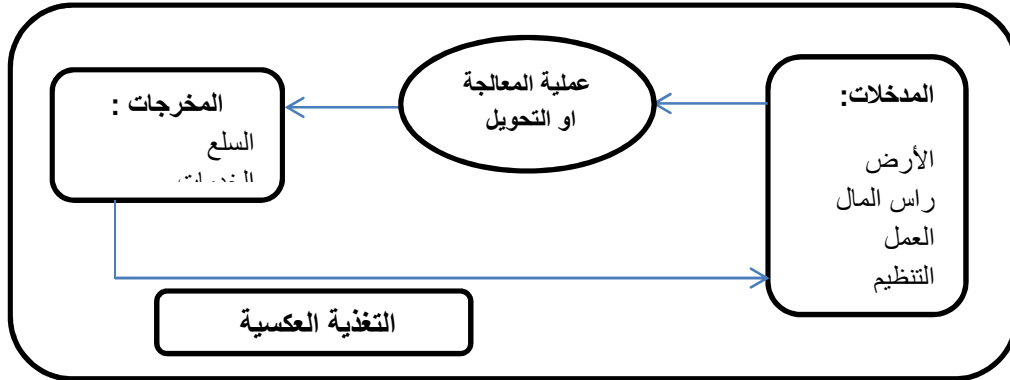 المدخلات:
الأرض
راس المال
العمل
التنظيم
عملية المعالجة
او التحويل
المخرجات :
السلع
التغذية العكسية